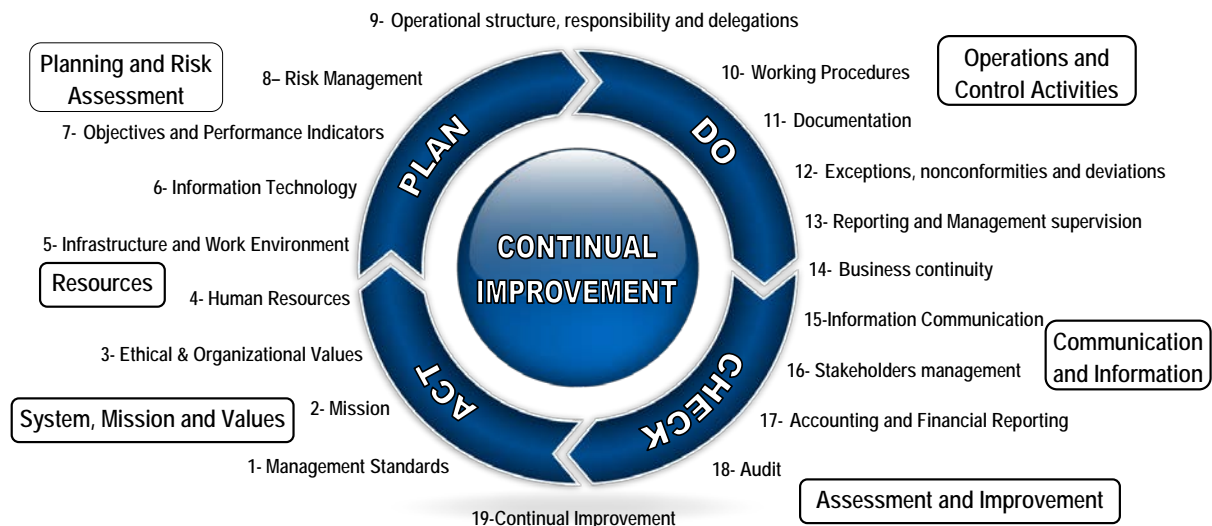 9- Operational structure, responsibility and delegations
Planning and Risk
Assessment
8– Risk Management
7- Objectives and Performance Indicators
6- Information Technology
5- Infrastructure and Work Environment
Resources
4- Human Resources
3- Ethical & Organizational Values
2- Mission
System, Mission and Values
1- Management Standards
PLAN
DO
CHECK
ACT
CONTINUAL
IMPROVEMENT
Operations and
Control Activities
10- Working Procedures
11- Documentation
12- Exceptions, nonconformities and deviations
13- Reporting and Management supervision
14- Business continuity
15-Information Communication
Communication
and Information
16- Stakeholders management
17- Accounting and Financial Reporting
18- Audit
Assessment and Improvement
19-Continual Improvement